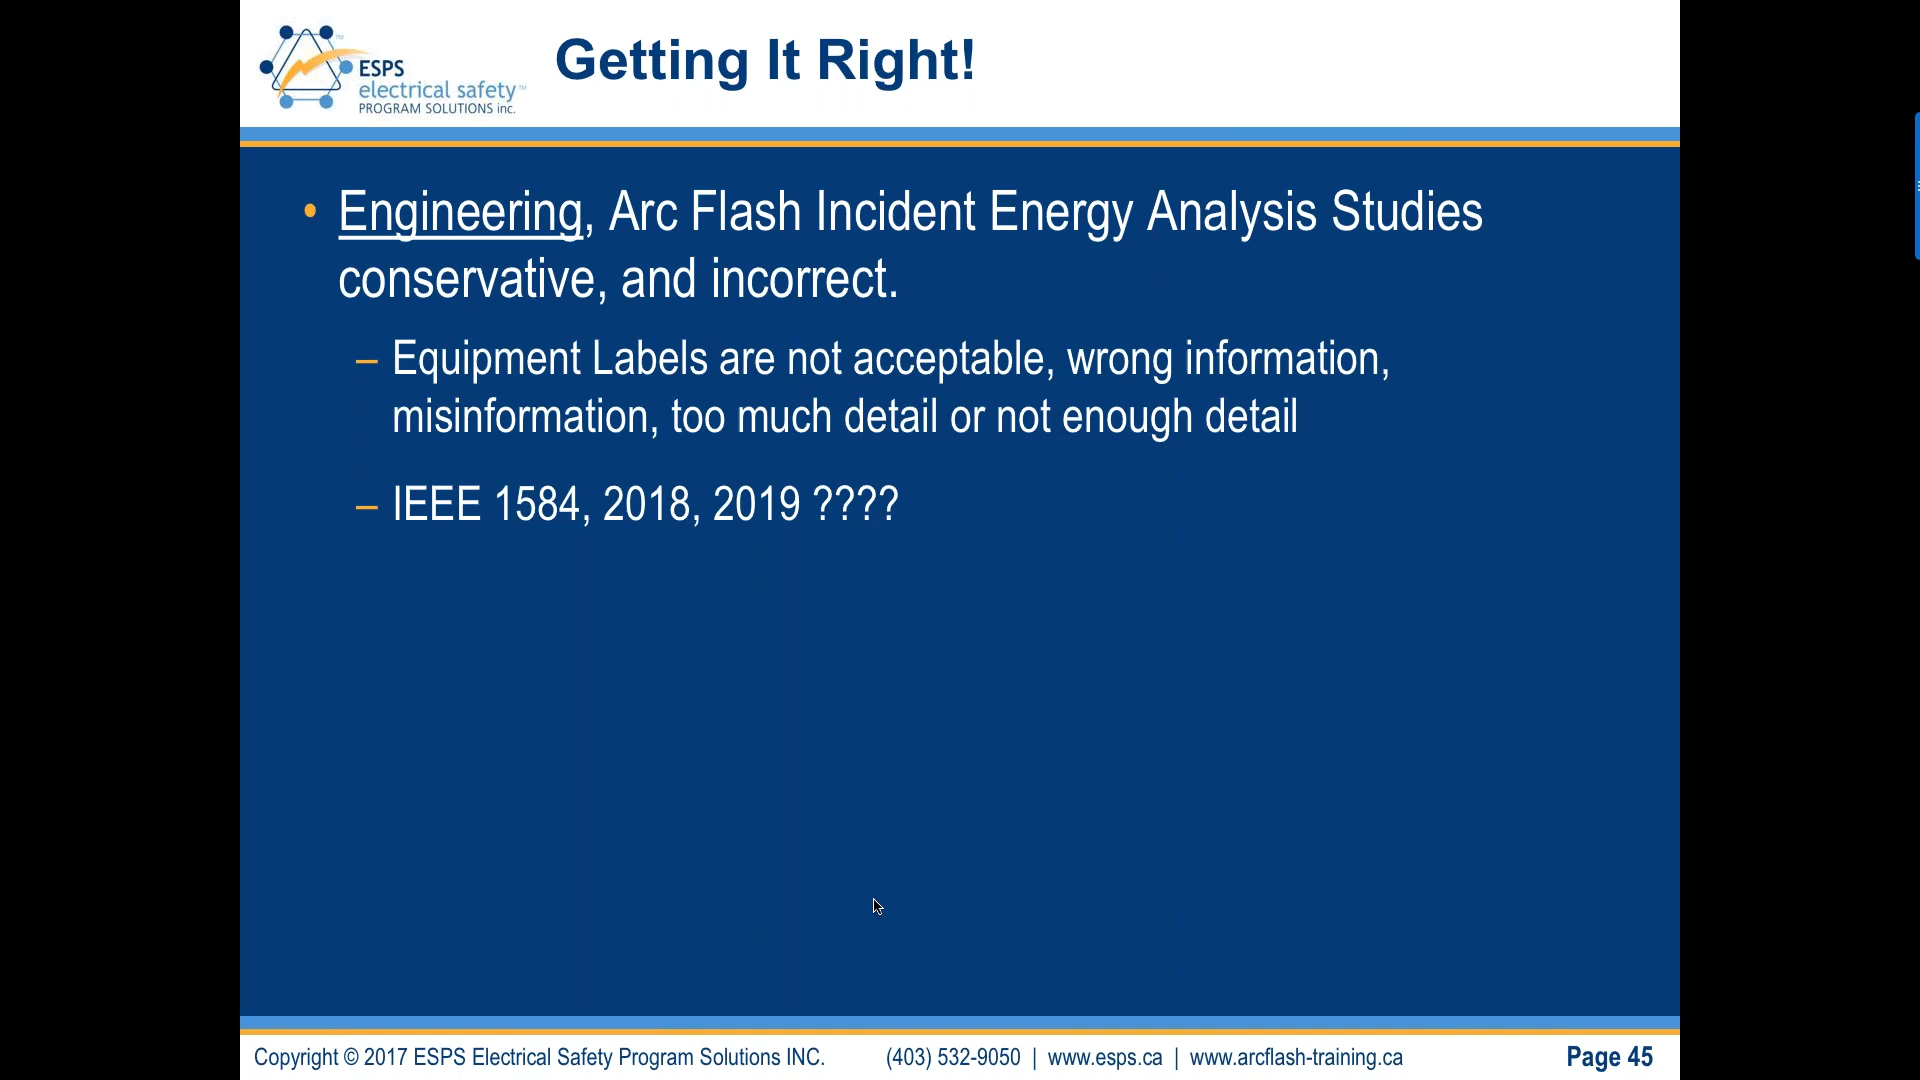 ESPS
electrical safety™
PROGRAM SOLUTIONS inc.
Getting It Right!
• Engineering, Arc Flash Incident Energy Analysis Studies
conservative, and incorrect.
– Equipment Labels are not acceptable, wrong information,
misinformation, too much detail or not enough detail
– IEEE 1584, 2018, 2019 ????
Copyright © 2017 ESPS Electrical Safety Program Solutions INC. (403) 532-9050 | www.esps.ca | www.arcflash-training.ca Page 45